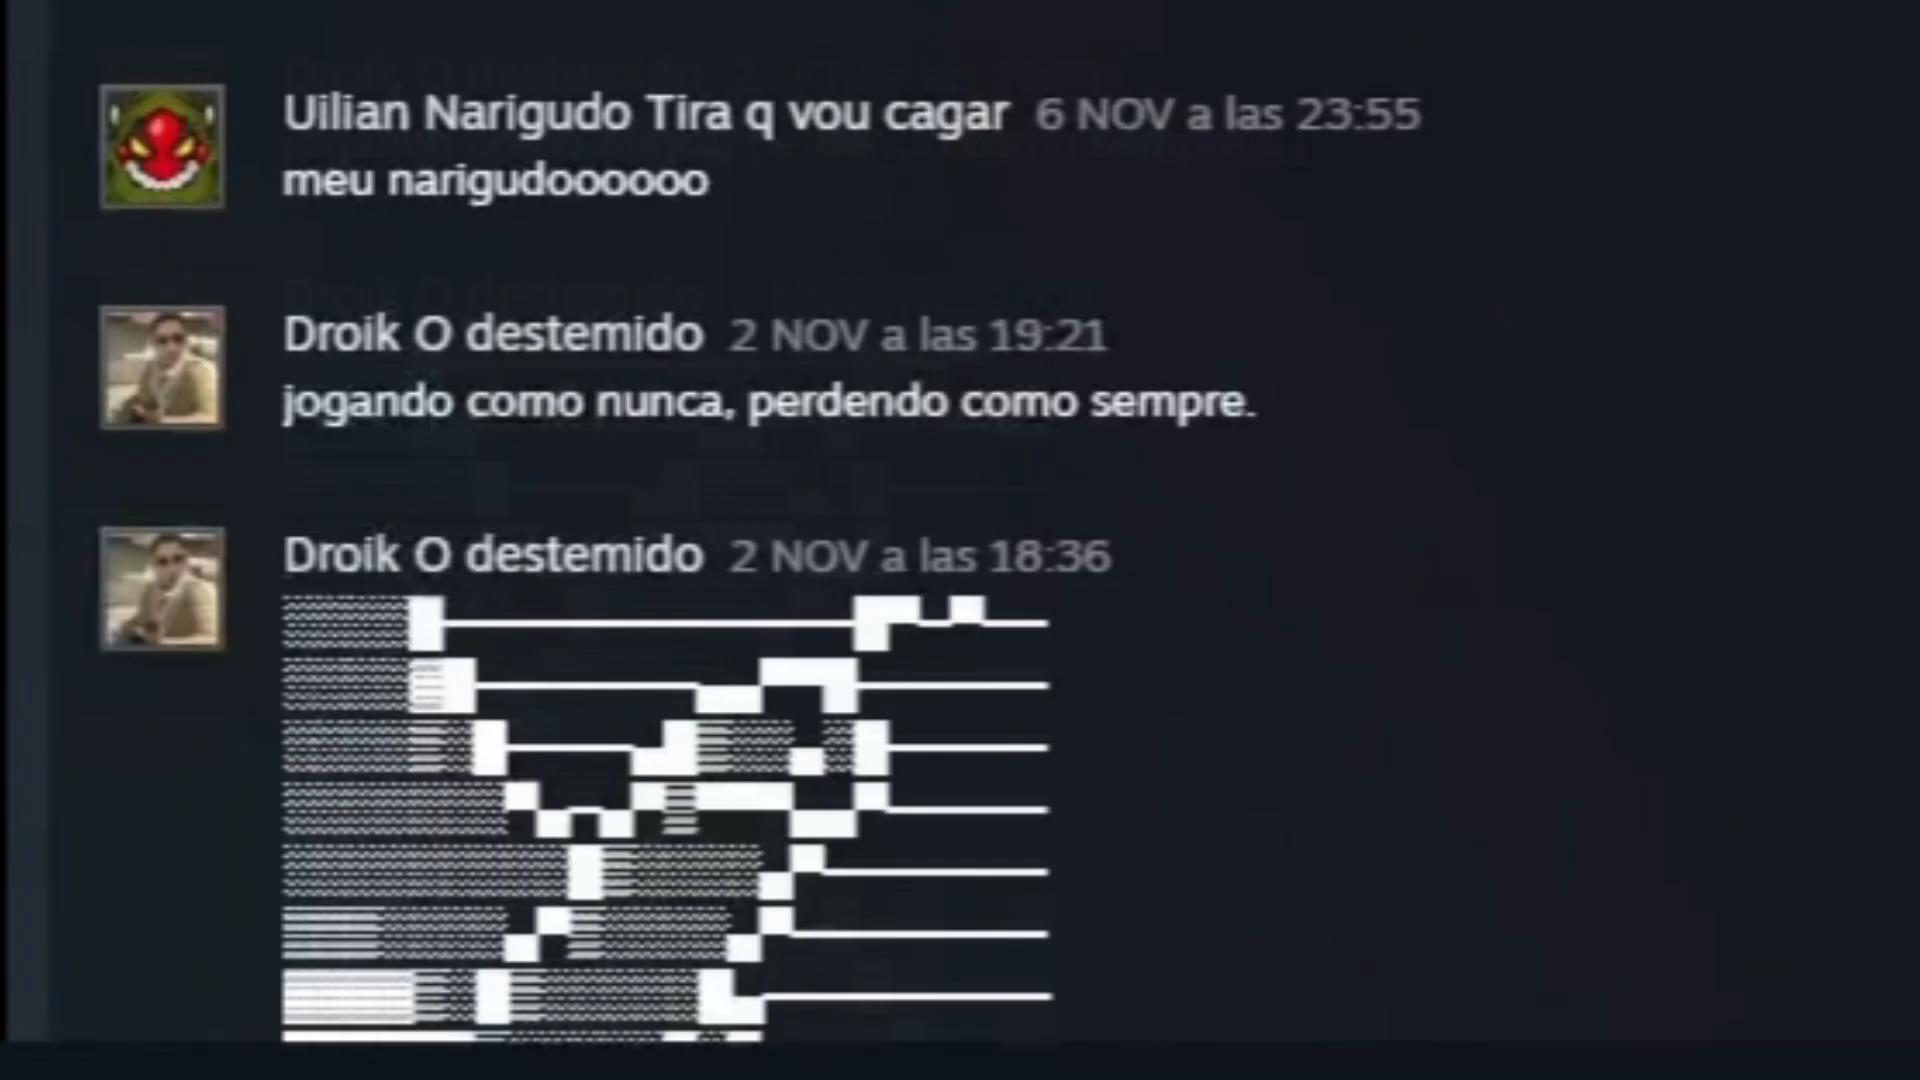 Uilian Narigudo Tira q vou cagar 6 NOV a las 23:55
meu narigudoooooo
Droik O destemido 2 NOV a las 19:21
jogando como nunca, perdendo como sempre.
Droik O destemido 2 NOV a las 18:36